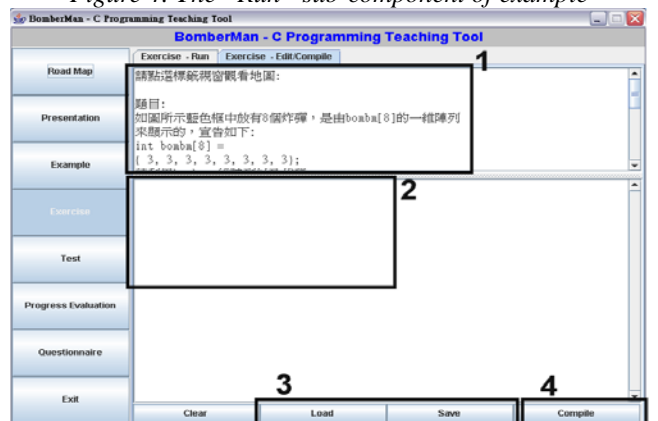 Figure 4. The "Run" sub-component of example
BomberMan - C Programming Teaching Tool
BomberMan - C Programming Teaching Tool
Exercise - Run
Exercise - Edit/Compile
1
Road Map
Presentation
Example
Exercise
Test
Progress Evaluation
Questionnaire
Exit
請點選標籤視窗觀看地圖:
題目:
如圖所示藍色框中放有8個炸彈，是由bombm[8]的一維陣列
來顯示的，宣告如下:
int bombm[8] =
{ 3, 3, 3, 3, 3, 3, 3, 3};
2
3
4
Clear
Load
Save
Compile